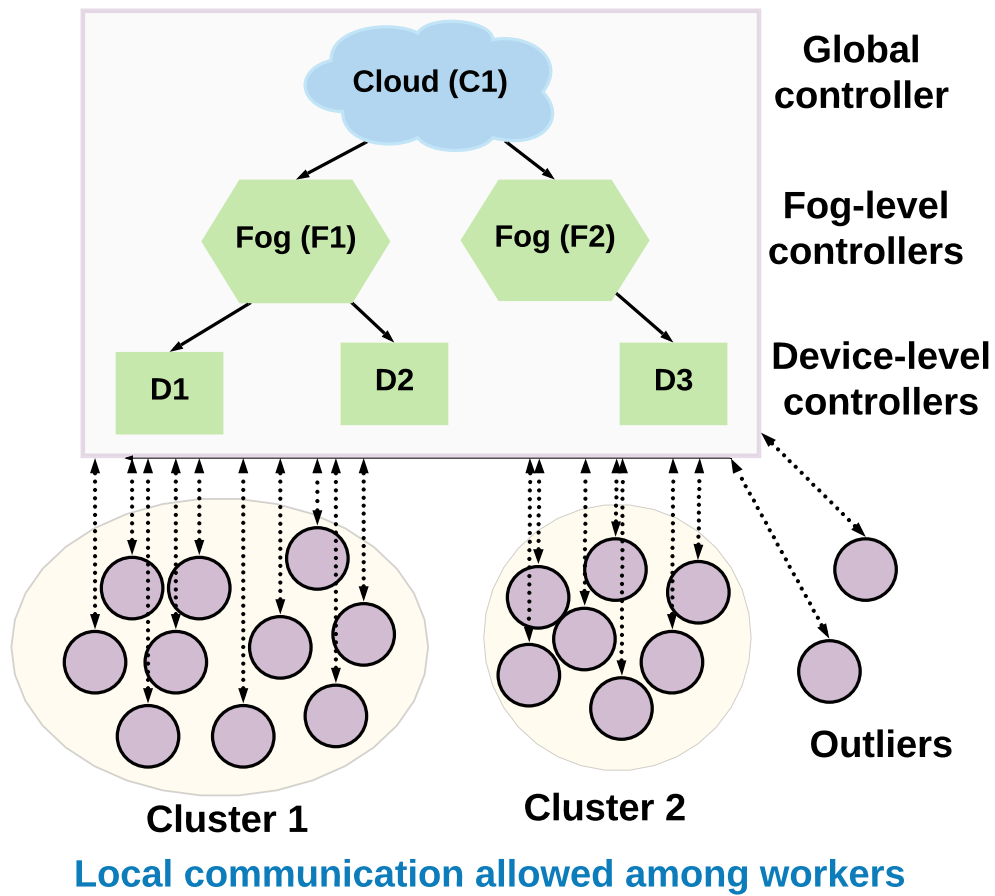 Cloud (C1)
Global
controller
Fog (F1)
Fog (F2)
Fog-level
controllers
D1
D2
D3
Device-level
controllers
Outliers
Cluster 1
Cluster 2
Local communication allowed among workers